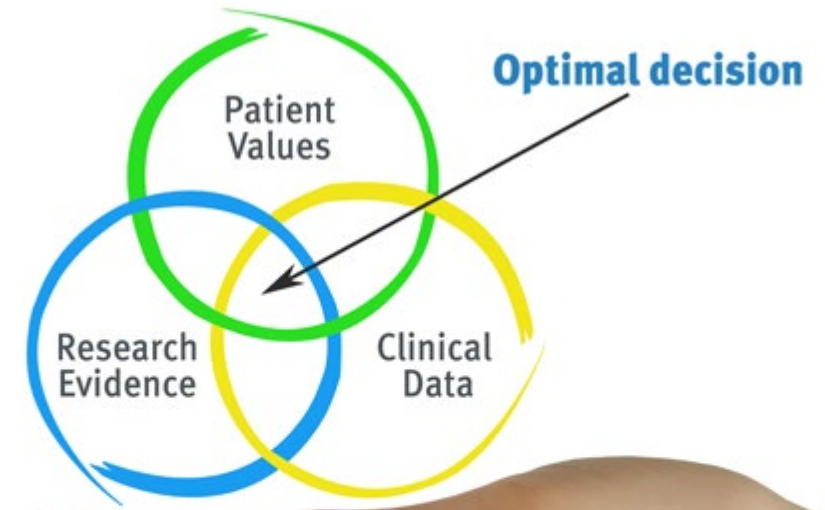 Optimal decision
Patient
Values
Research
Evidence
Clinical
Data